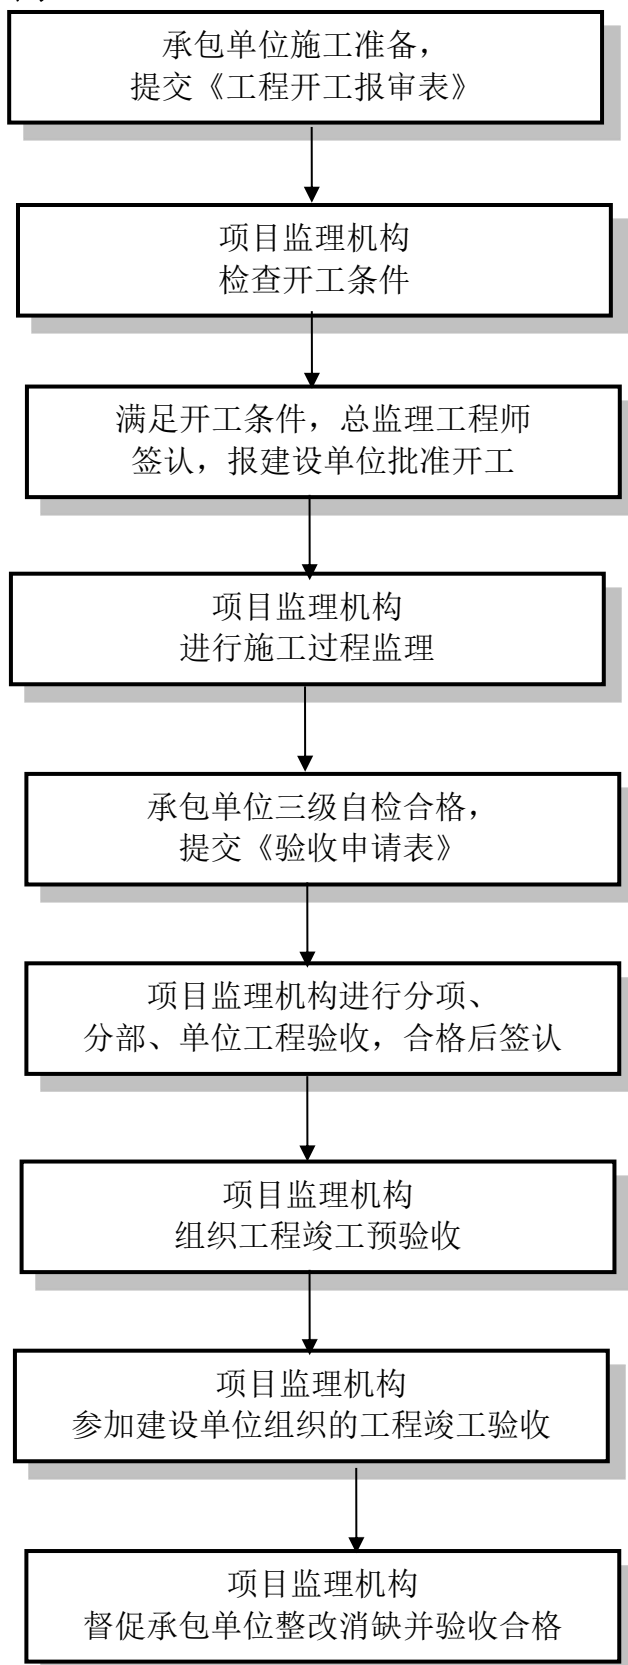 承包单位施工准备，
提交《工程开工报审表》
项目监理机构
检查开工条件
满足开工条件，总监理工程师
签认，报建设单位批准开工
项目监理机构
进行施工过程监理
承包单位三级自检合格，
提交《验收申请表》
项目监理机构进行分项、
分部、单位工程验收，合格后签认
项目监理机构
组织工程竣工预验收
项目监理机构
参加建设单位组织的工程竣工验收
项目监理机构
督促承包单位整改消缺并验收合格